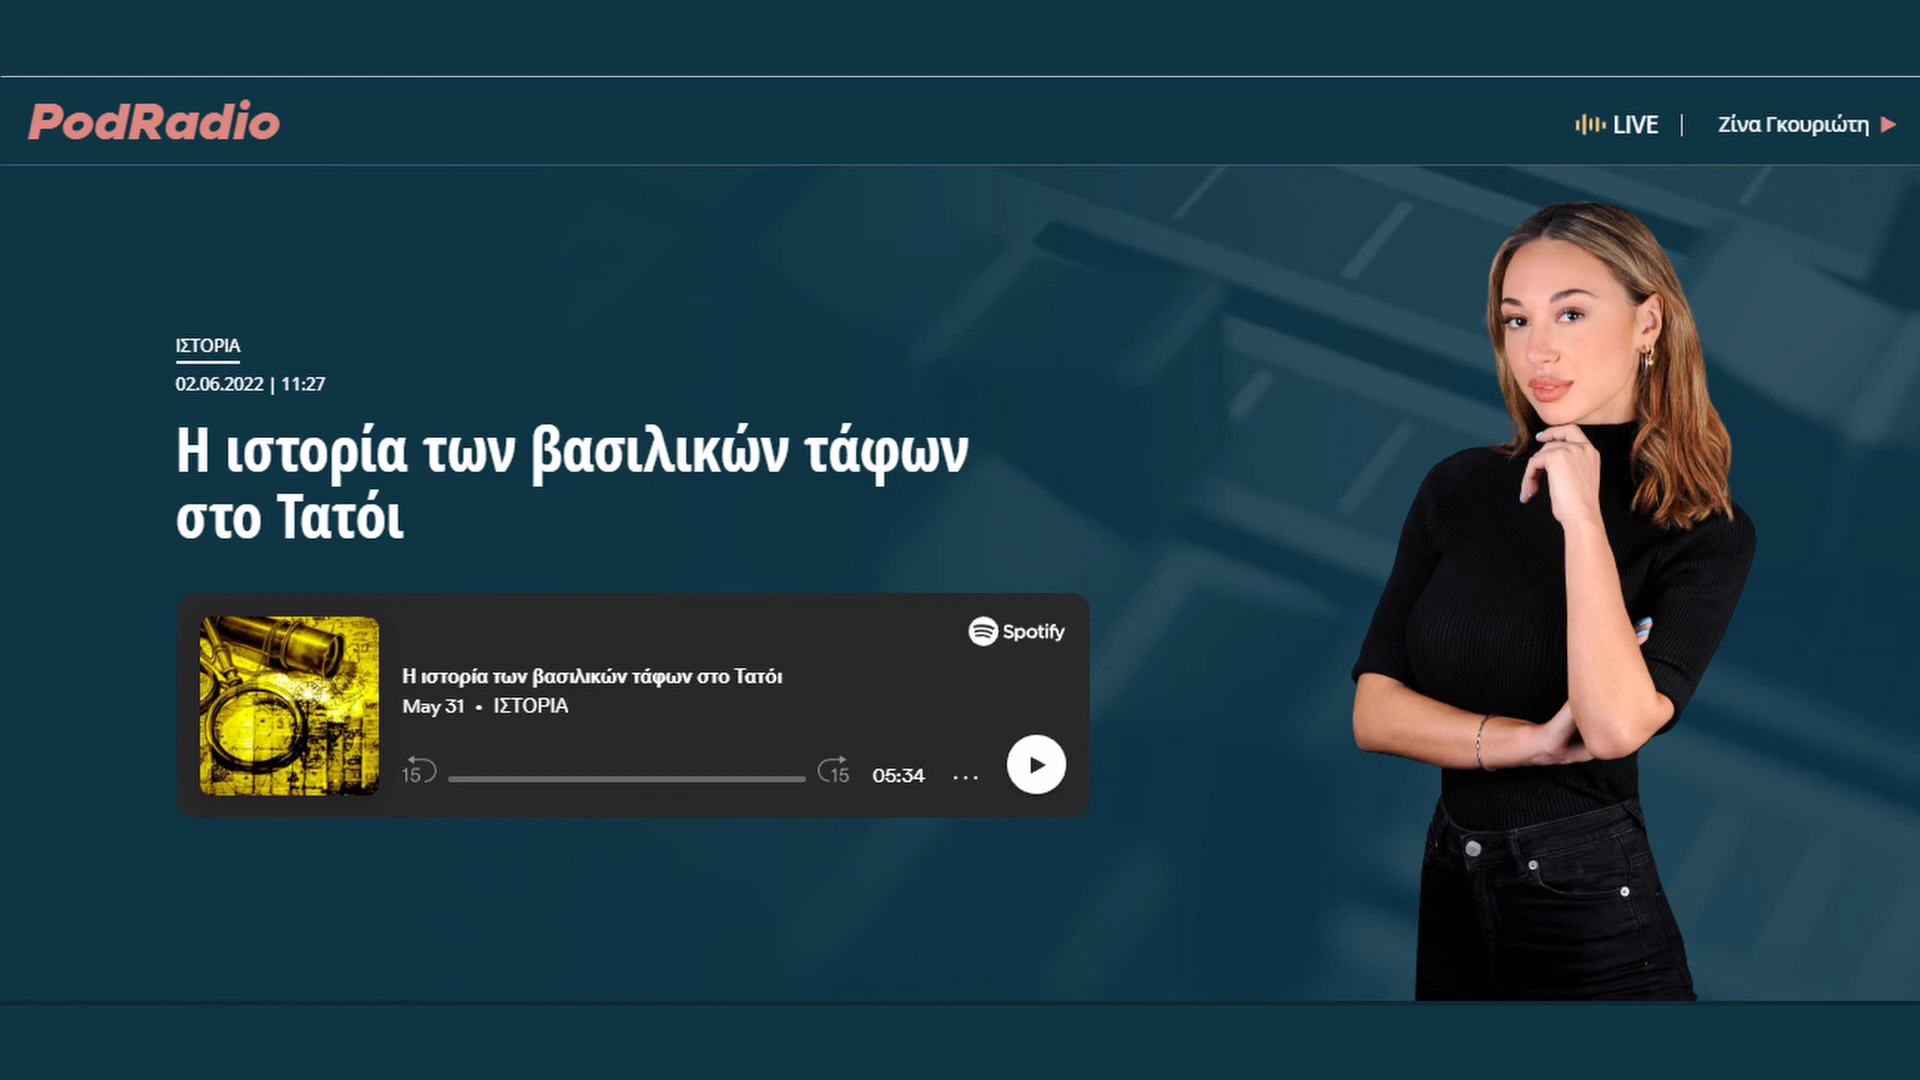 PodRadio
LIVE | Ζίνα Γκουριώτη
ΙΣΤΟΡΙΑ
02.06.2022 | 11:27
Η ιστορία των βασιλικών τάφων
στο Τατόι
Spotify
Η ιστορία των βασιλικών τάφων στο Τατόι
May 31 • ΙΣΤΟΡΙΑ
15 15 05:34 ...